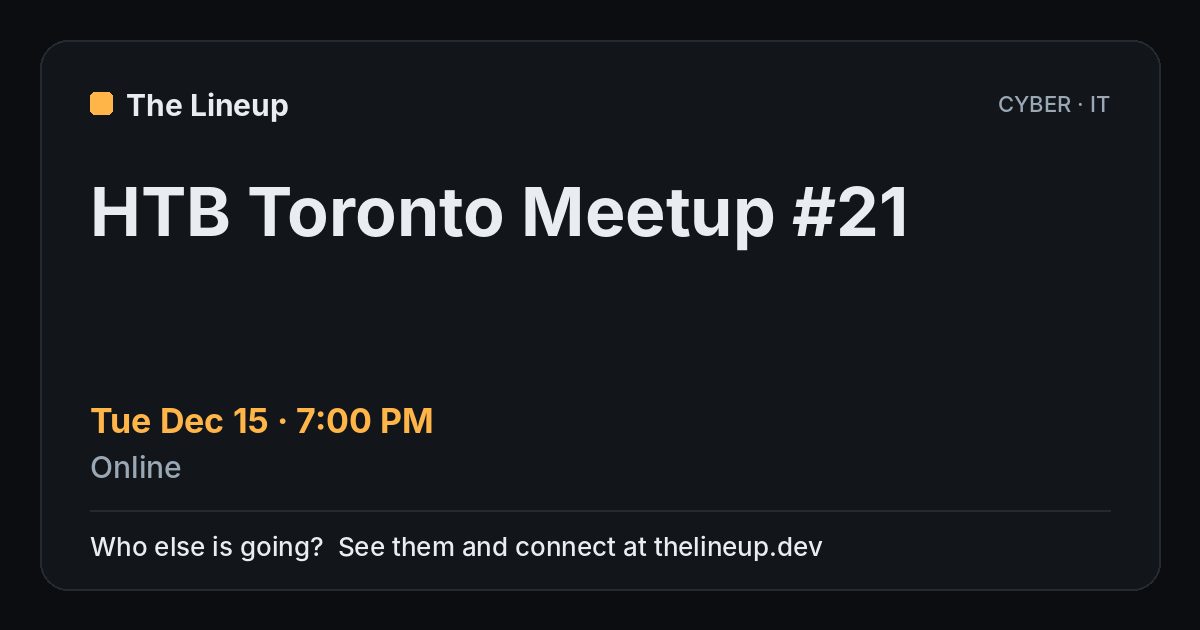 The Lineup
CYBER · IT
HTB Toronto Meetup #21
Tue Dec 15 · 7:00 PM
Online
Who else is going? See them and connect at thelineup.dev